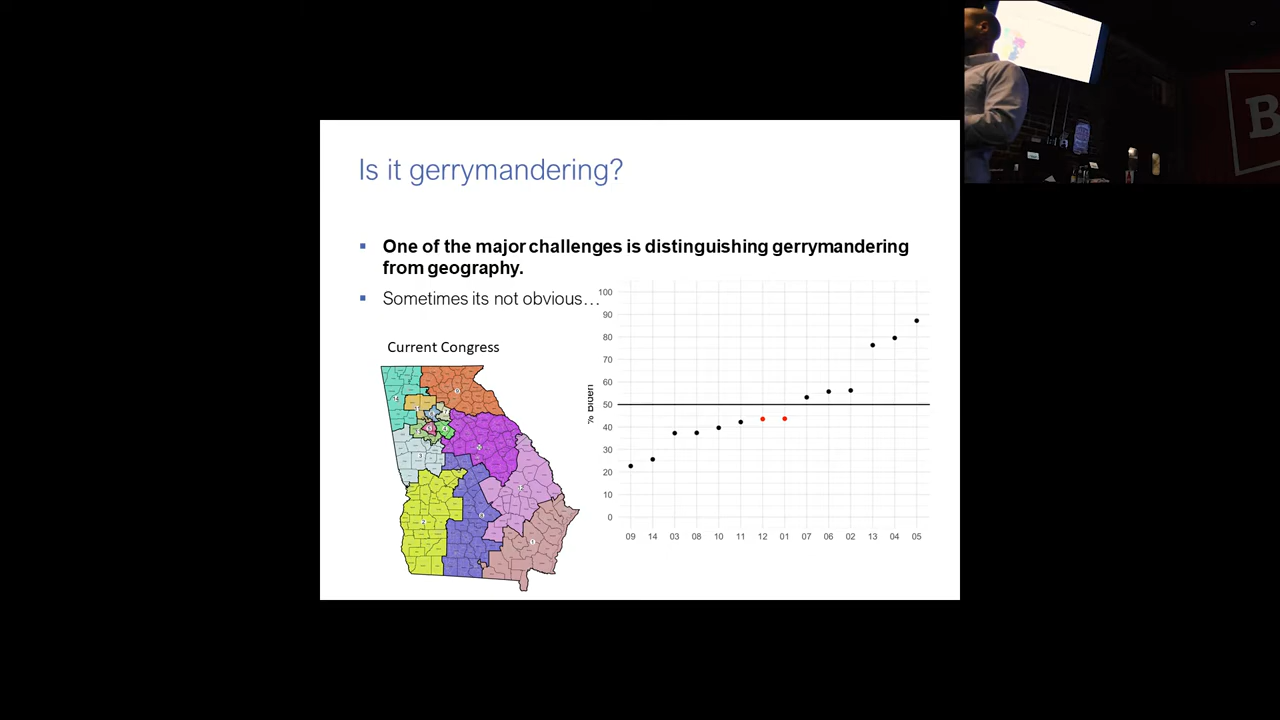 Is it gerrymandering?
One of the major challenges is distinguishing gerrymandering
from geography.
Sometimes its not obvious…
Current Congress
% Biden
100
90
80
70
60
50
40
30
20
10
0
09 14 03 08 10 11 12 01 07 06 02 13 04 05
B